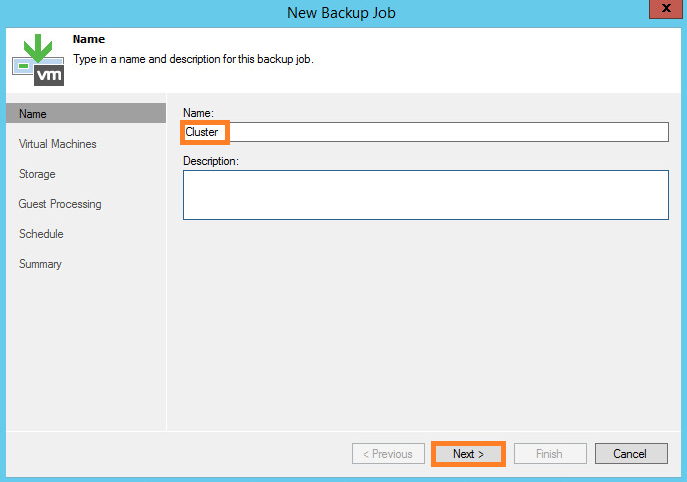 New Backup Job
x
vm
Name
Type in a name and description for this backup job.
Name
Virtual Machines
Storage
Guest Processing
Schedule
Summary
Name:
Cluster
Description:
< Previous
Next >
Finish
Cancel